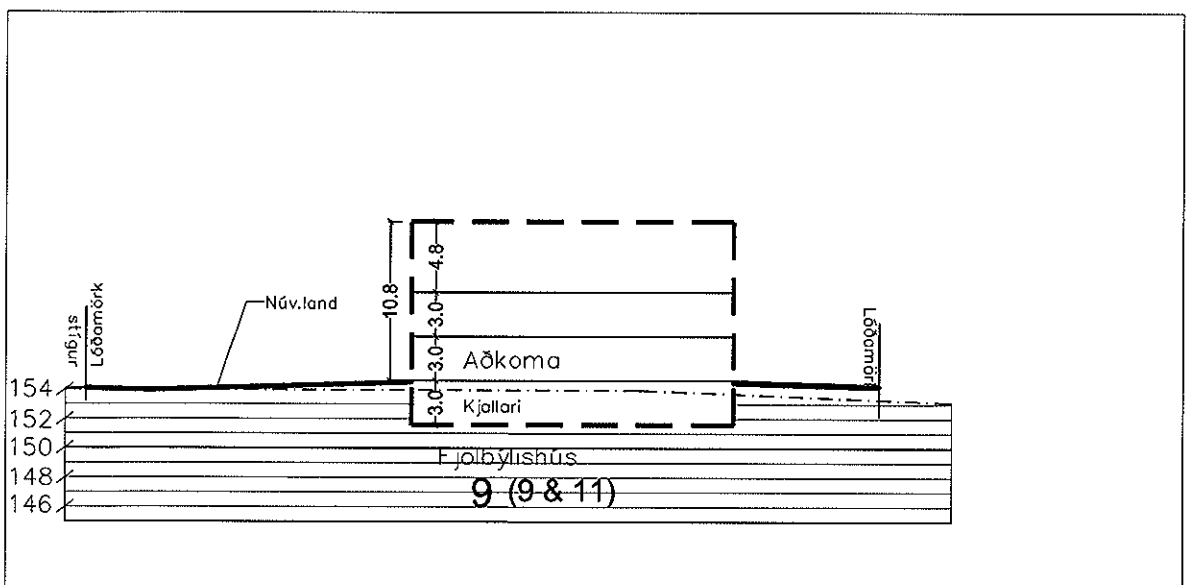 4.8
10.8
3.0
3.0
3.0
Núv.land
stígur
Lóðamörk
Lóðamörk
Aðkoma
Kjallari
154
152
150
148
146
Fjölbýlishús
9 (9 & 11)